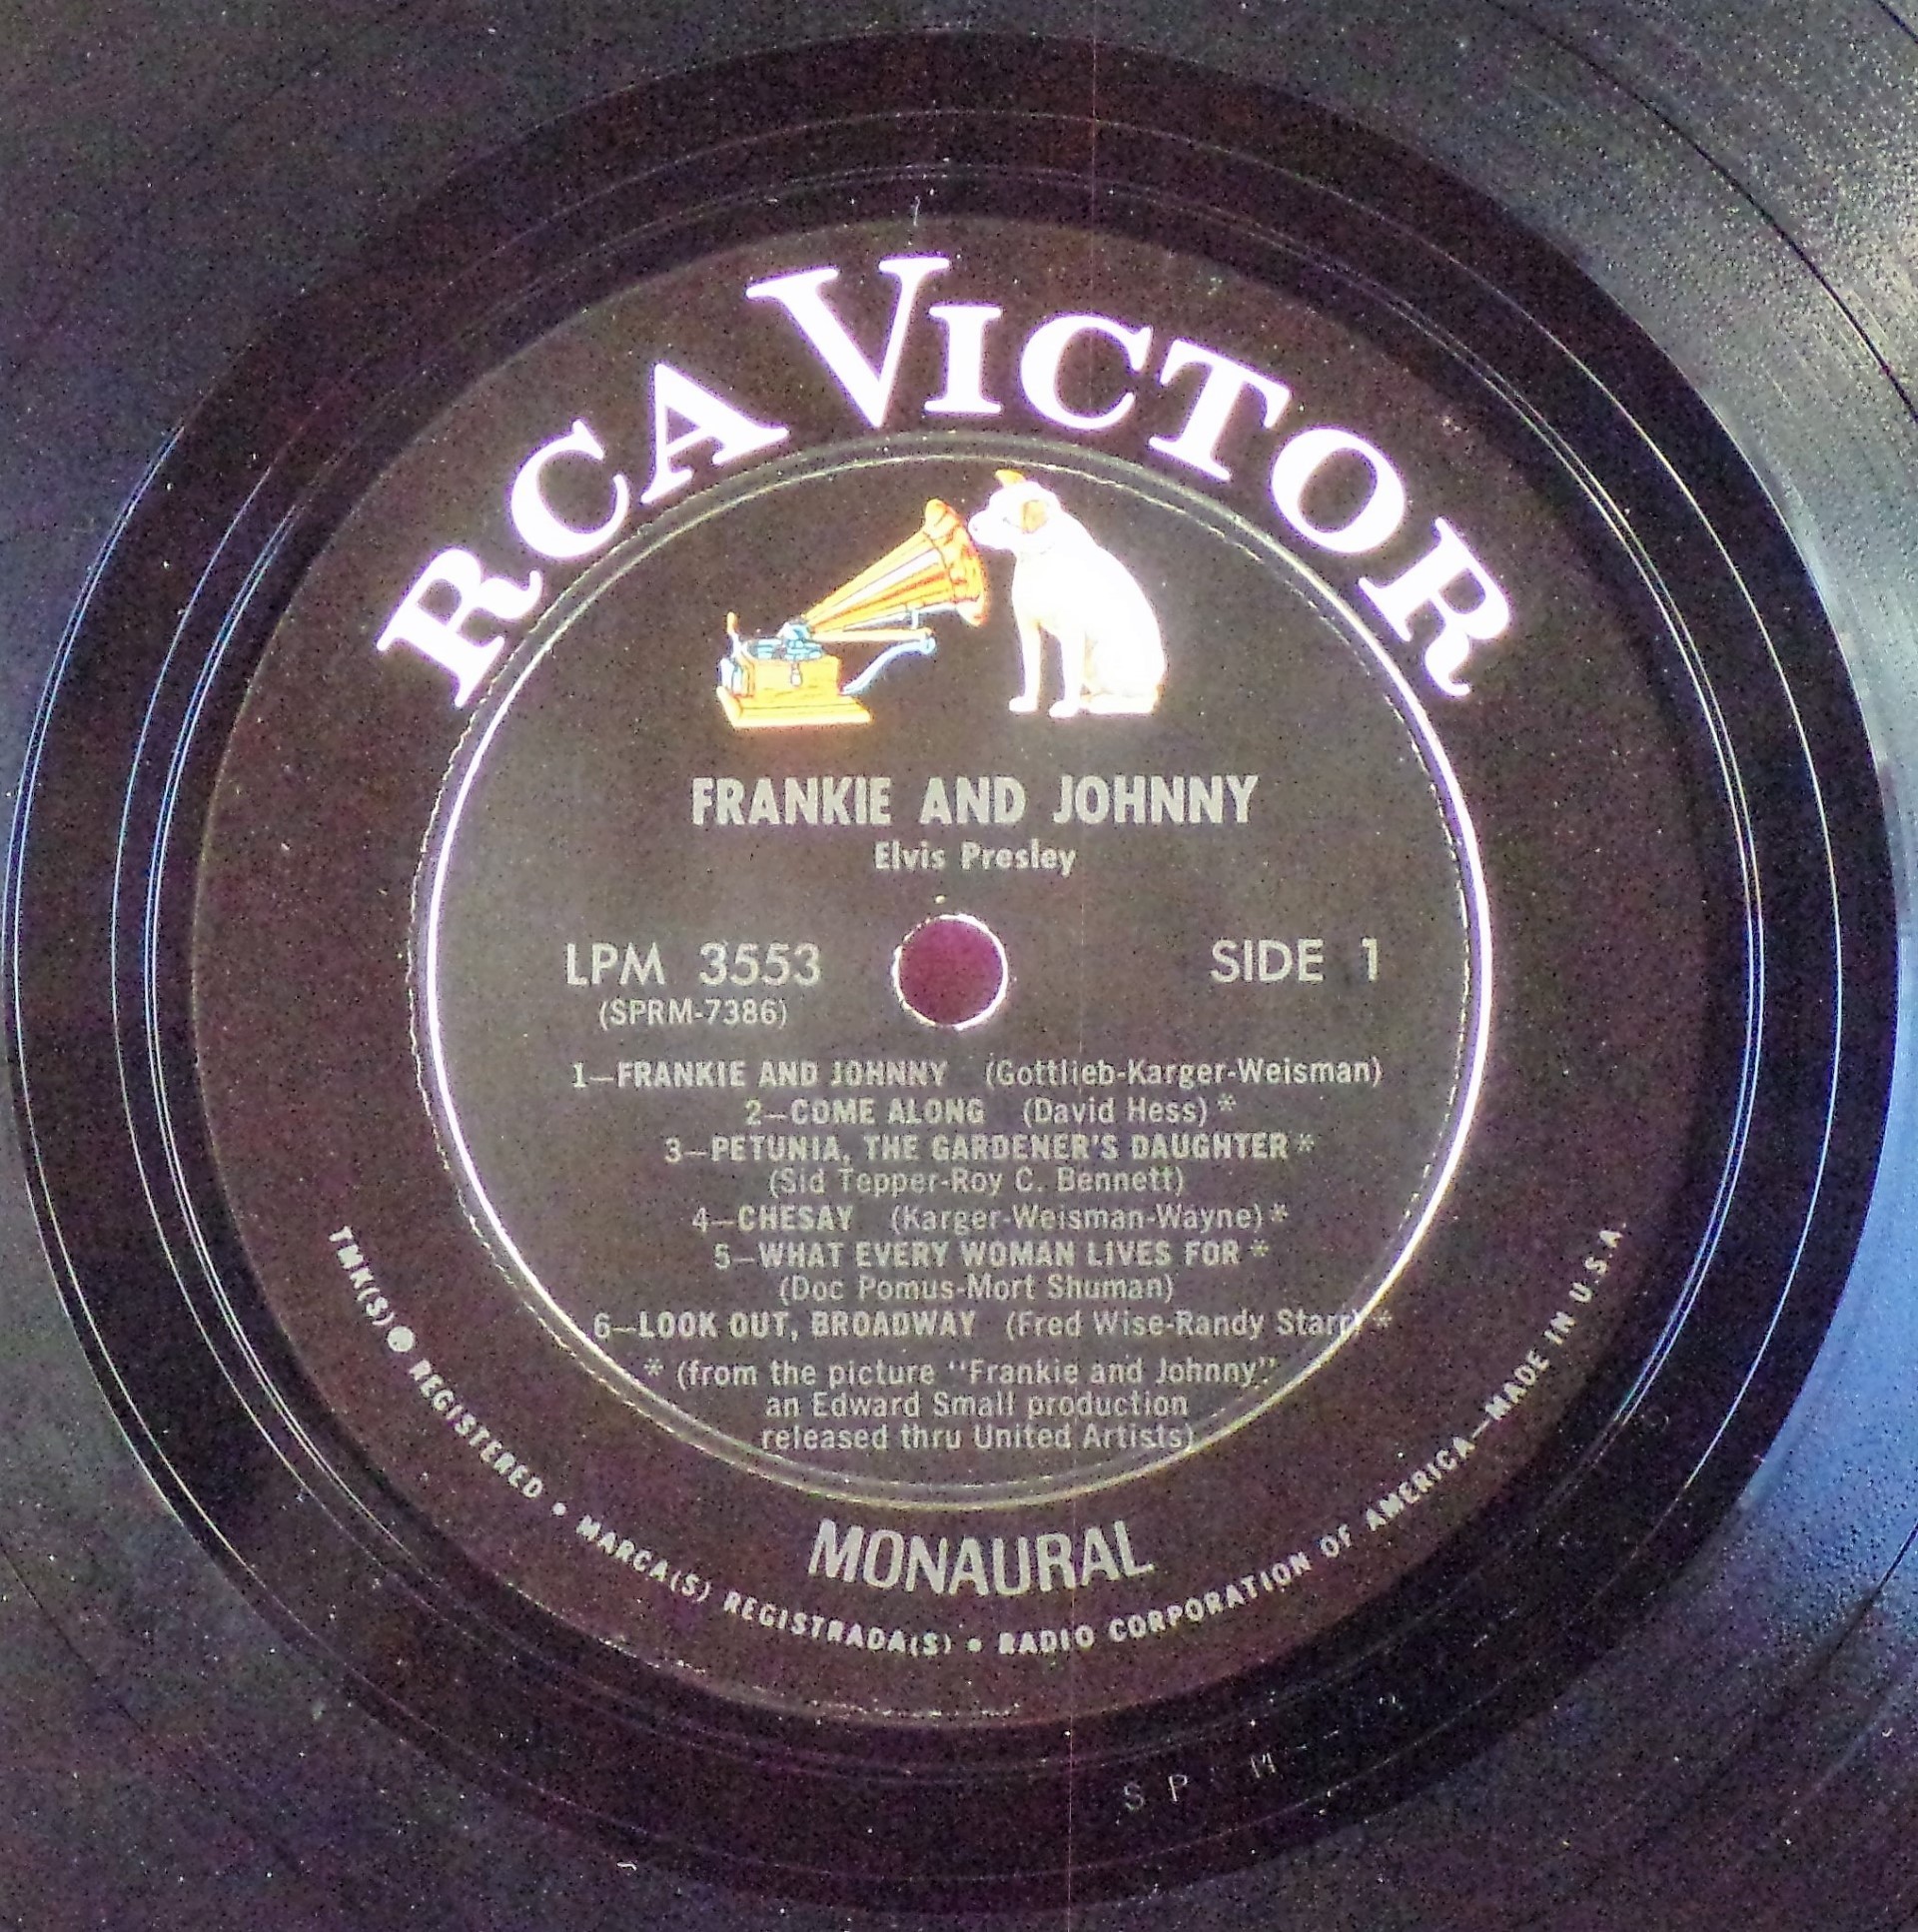 RCA VICTOR
FRANKIE AND JOHNNY
Elvis Presley
LPM 3553
(SPRM-7386)
SIDE 1
1—FRANKIE AND JOHNNY (Gottlieb-Karger-Weisman)
2—COME ALONG (David Hess)*
3—PETUNIA, THE GARDENER'S DAUGHTER*
(Sid Tepper-Roy C. Bennett)
4—CHESAY (Karger-Weisman-Wayne)*
5—WHAT EVERY WOMAN LIVES FOR*
(Doc Pomus-Mort Shuman)
6—LOOK OUT, BROADWAY (Fred Wise-Randy Starr)*
* (from the picture "Frankie and Johnny,"
an Edward Small production
released thru United Artists)
MONAURAL
TMK(S) ® REGISTERED • MARCA(S) REGISTRADA(S) • RADIO CORPORATION OF AMERICA—MADE IN U.S.A.